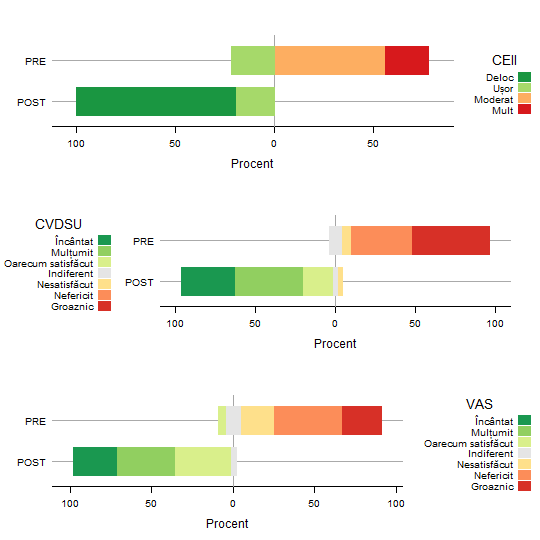 CEII
PRE
Deloc
Ușor
Moderat
Mult
POST
100
50
0
50
Procent
CVDSU
Încântat
Mulțumit
Oarecum satisfăcut
Indiferent
Nesatisfăcut
Nefericit
Groaznic
PRE
POST
100
50
0
50
100
Procent
VAS
PRE
POST
Încântat
Mulțumit
Oarecum satisfăcut
Indiferent
Nesatisfăcut
Nefericit
Groaznic
100
50
0
50
100
Procent